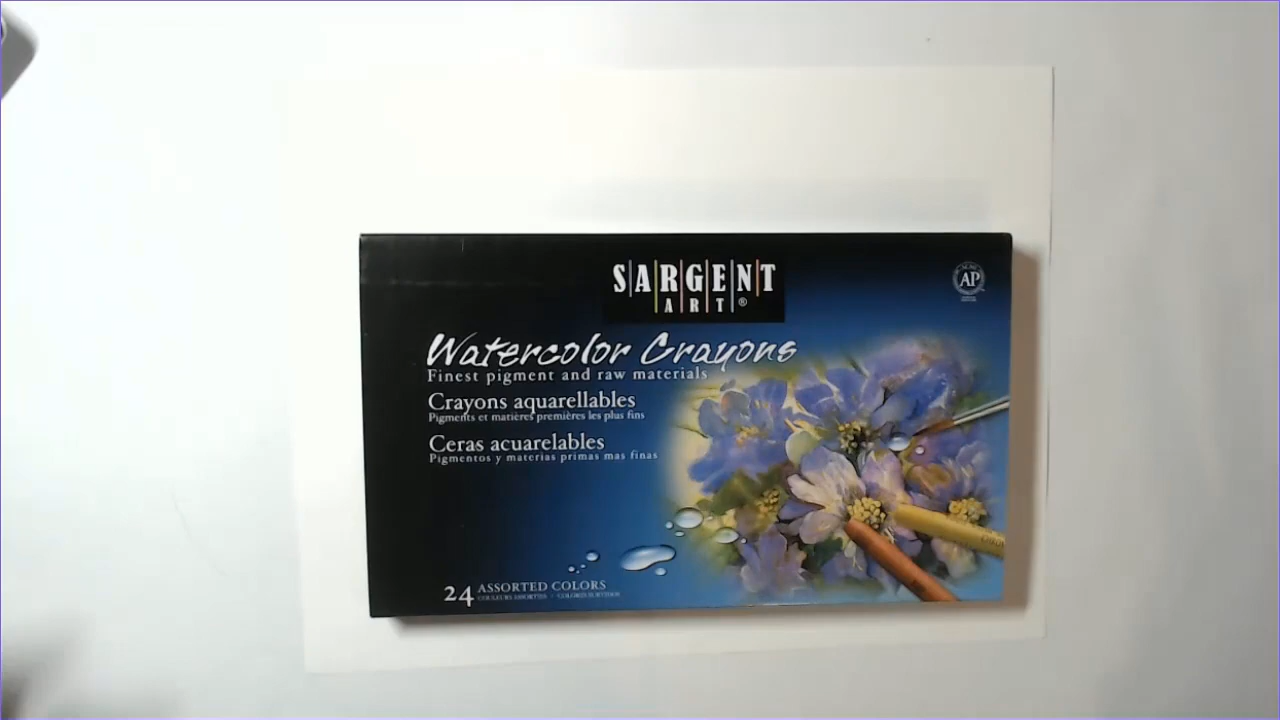 SARGENT
ART®
AP
Watercolor Crayons
Finest pigment and raw materials
Crayons aquarellables
Pigments et matières premières les plus fins
Ceras acuarelables
Pigmentos y materias primas mas finas
24 ASSORTED COLORS
COULEURS ASSORTIES • COLORES SURTIDOS